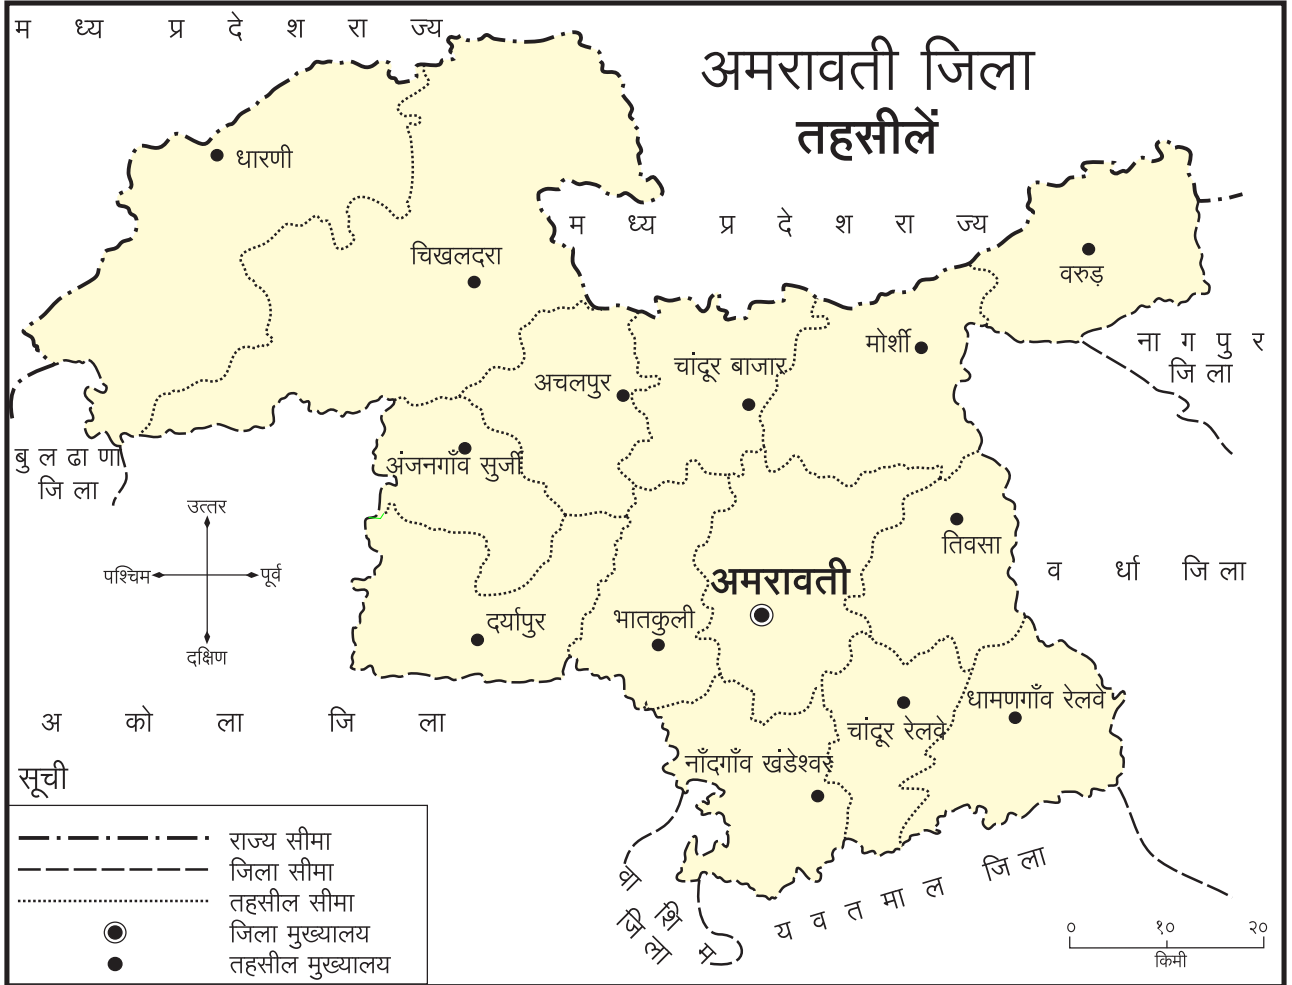 म ध्य प्र दे श रा ज्य
अमरावती जिला
तहसीलें
धारणी
म ध्य प्र दे श रा ज्य
चिखलदरा
वरुड़
मोर्शी
ना ग पु र
जि ला
चांदूर बाजार
अचलपुर
बु ल ढा णा
जि ला
अंजनगाँव सुर्जी
उत्तर
पश्चिम
पूर्व
दक्षिण
तिवसा
व र्धा जि ला
अमरावती
दर्यापुर
भातकुली
धामणगाँव रेलवे
अ को ला जि ला
चांदूर रेलवे
नाँदगाँव खंडेश्वर
सूची
राज्य सीमा
जिला सीमा
तहसील सीमा
जिला मुख्यालय
तहसील मुख्यालय
वा शि म
जि ला
य व त मा ल जि ला
० १० २०
किमी